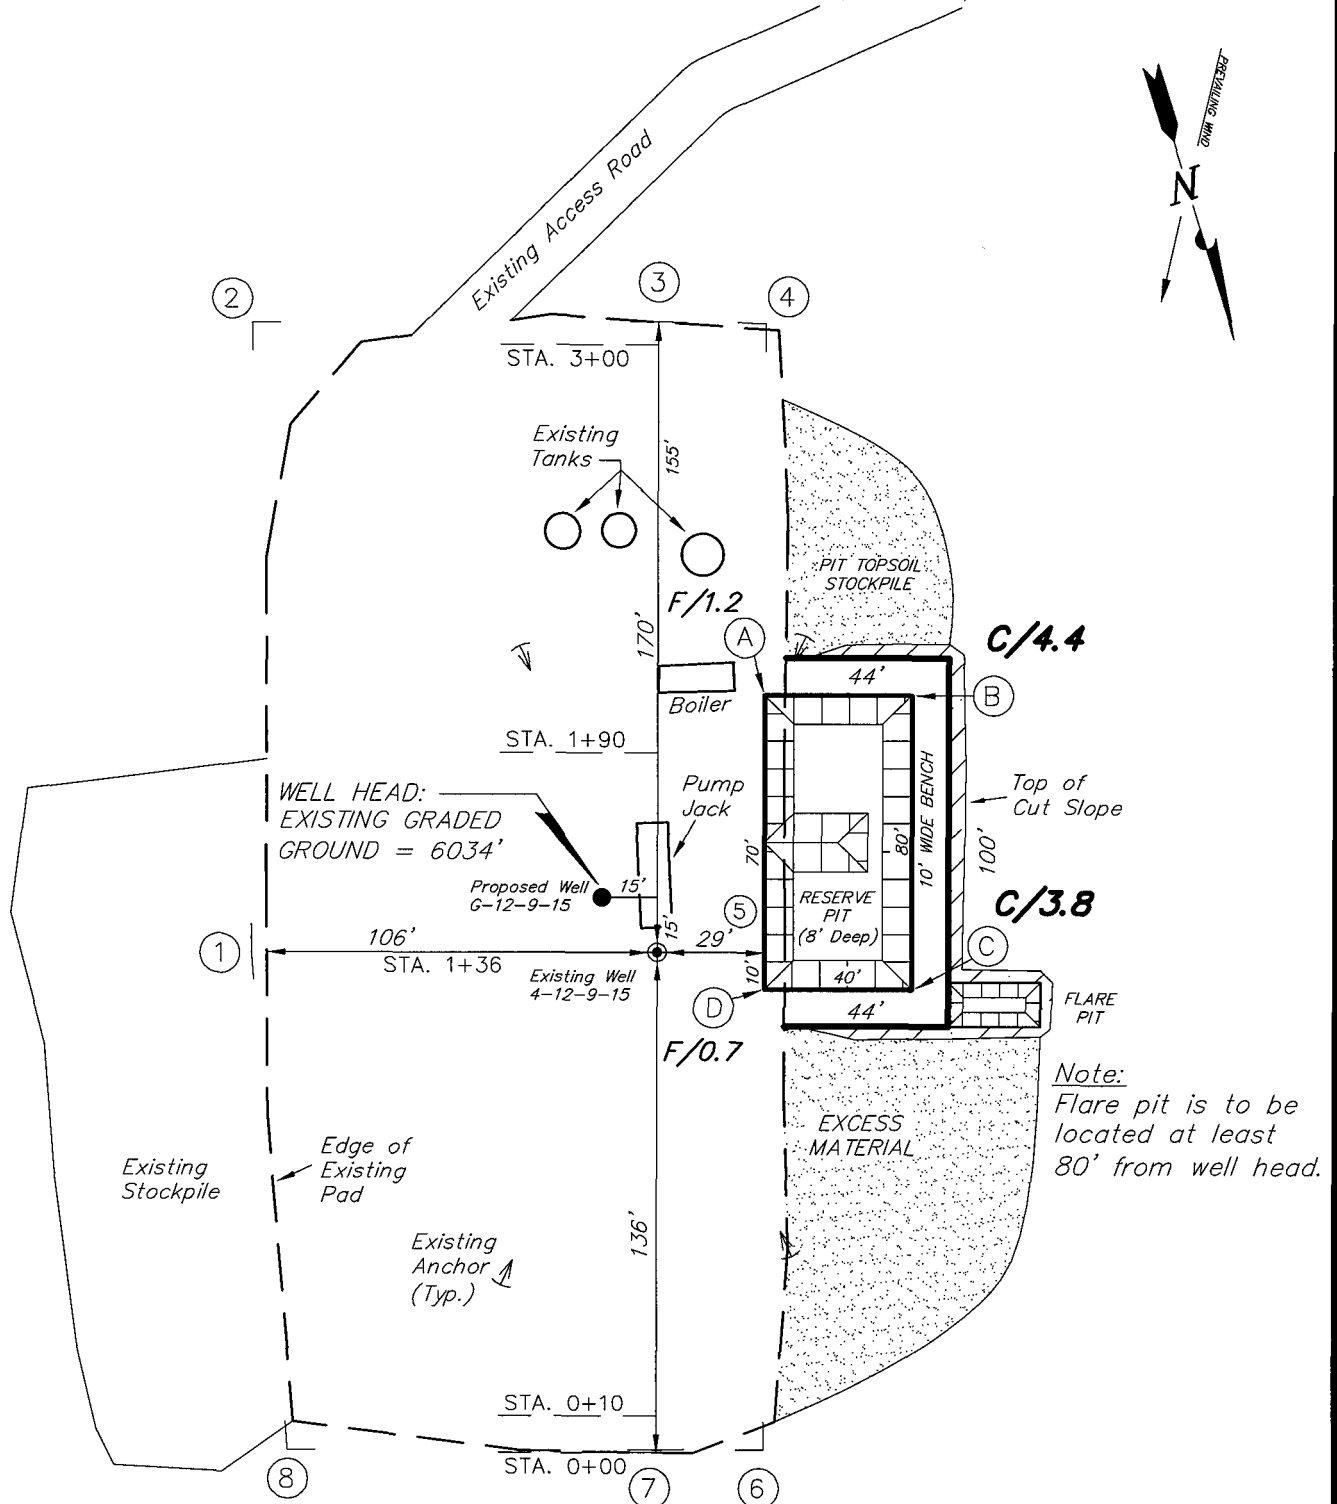 PREVAILING WIND
N
Existing Access Road
2
3
4
STA. 3+00
Existing
Tanks
155'
PIT TOPSOIL
STOCKPILE
F/1.2
170'
A
C/4.4
44'
B
Boiler
STA. 1+90
WELL HEAD:
EXISTING GRADED
GROUND = 6034'
Pump
Jack
Top of
Cut Slope
70'
80'
10' WIDE BENCH
100'
Proposed Well
G-12-9-15
15'
15'
RESERVE
PIT
(8' Deep)
5
C/3.8
C
1
106'
STA. 1+36
29'
Existing Well
4-12-9-15
10'
40'
D
44'
FLARE
PIT
F/0.7
Note:
Flare pit is to be
located at least
80' from well head.
EXCESS
MATERIAL
Existing
Stockpile
Edge of
Existing
Pad
Existing
Anchor
(Typ.)
136'
STA. 0+10
STA. 0+00
8
7
6